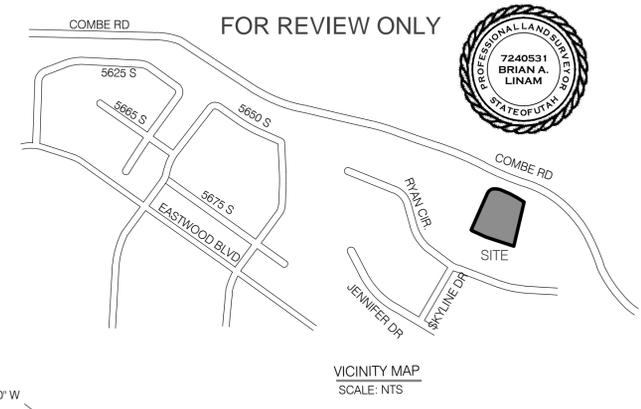 COMBE RD
FOR REVIEW ONLY
PROFESSIONAL LAND SURVEYOR
7240531
BRIAN A.
LINAM
STATE OF UTAH
5625 S
5665 S
5650 S
COMBE RD
RYAN CIR.
5675 S
EASTWOOD BLVD
SITE
JENNIFER DR
SKYLINE DR
VICINITY MAP
SCALE: NTS
0" W